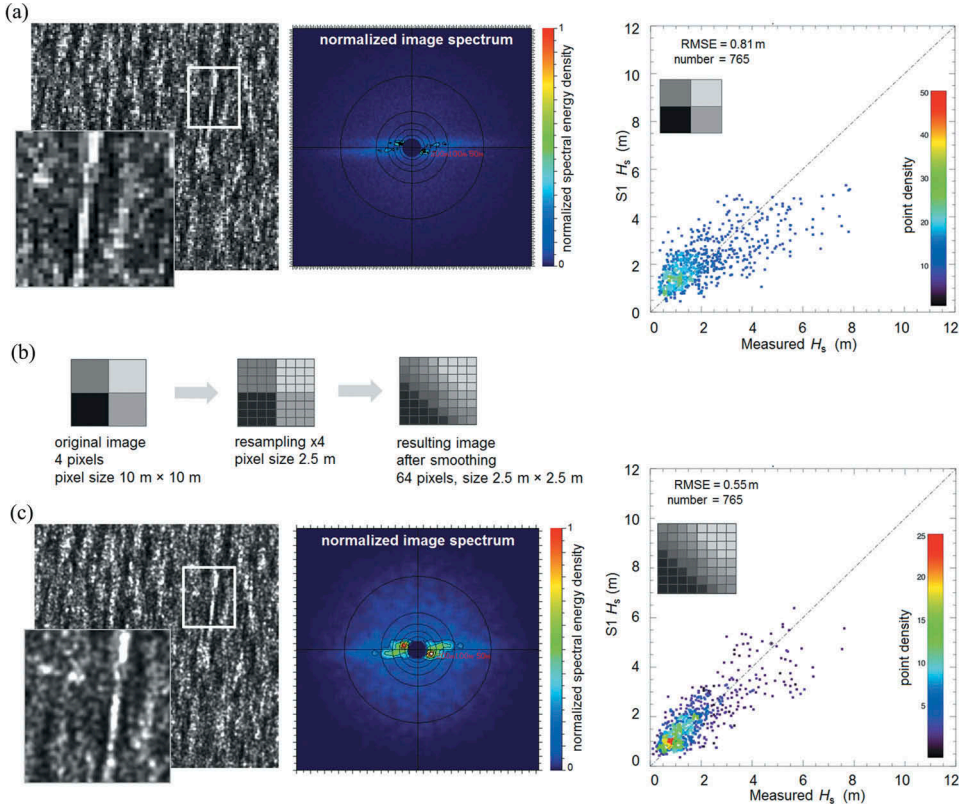 (a)
normalized image spectrum
1
normalized spectral energy density
0
RMSE = 0.81 m
number = 765
12
10
8
6
4
2
0
S1 Hs (m)
0 2 4 6 8 10 12
Measured Hs (m)
50
40
30
20
10
point density
(b)
original image
4 pixels
pixel size 10 m × 10 m
resampling x4
pixel size 2.5 m
resulting image
after smoothing
64 pixels, size 2.5 m × 2.5 m
(c)
normalized image spectrum
1
normalized spectral energy density
0
RMSE = 0.55 m
number = 765
12
10
8
6
4
2
0
S1 Hs (m)
0 2 4 6 8 10 12
Measured Hs (m)
25
20
15
10
5
point density